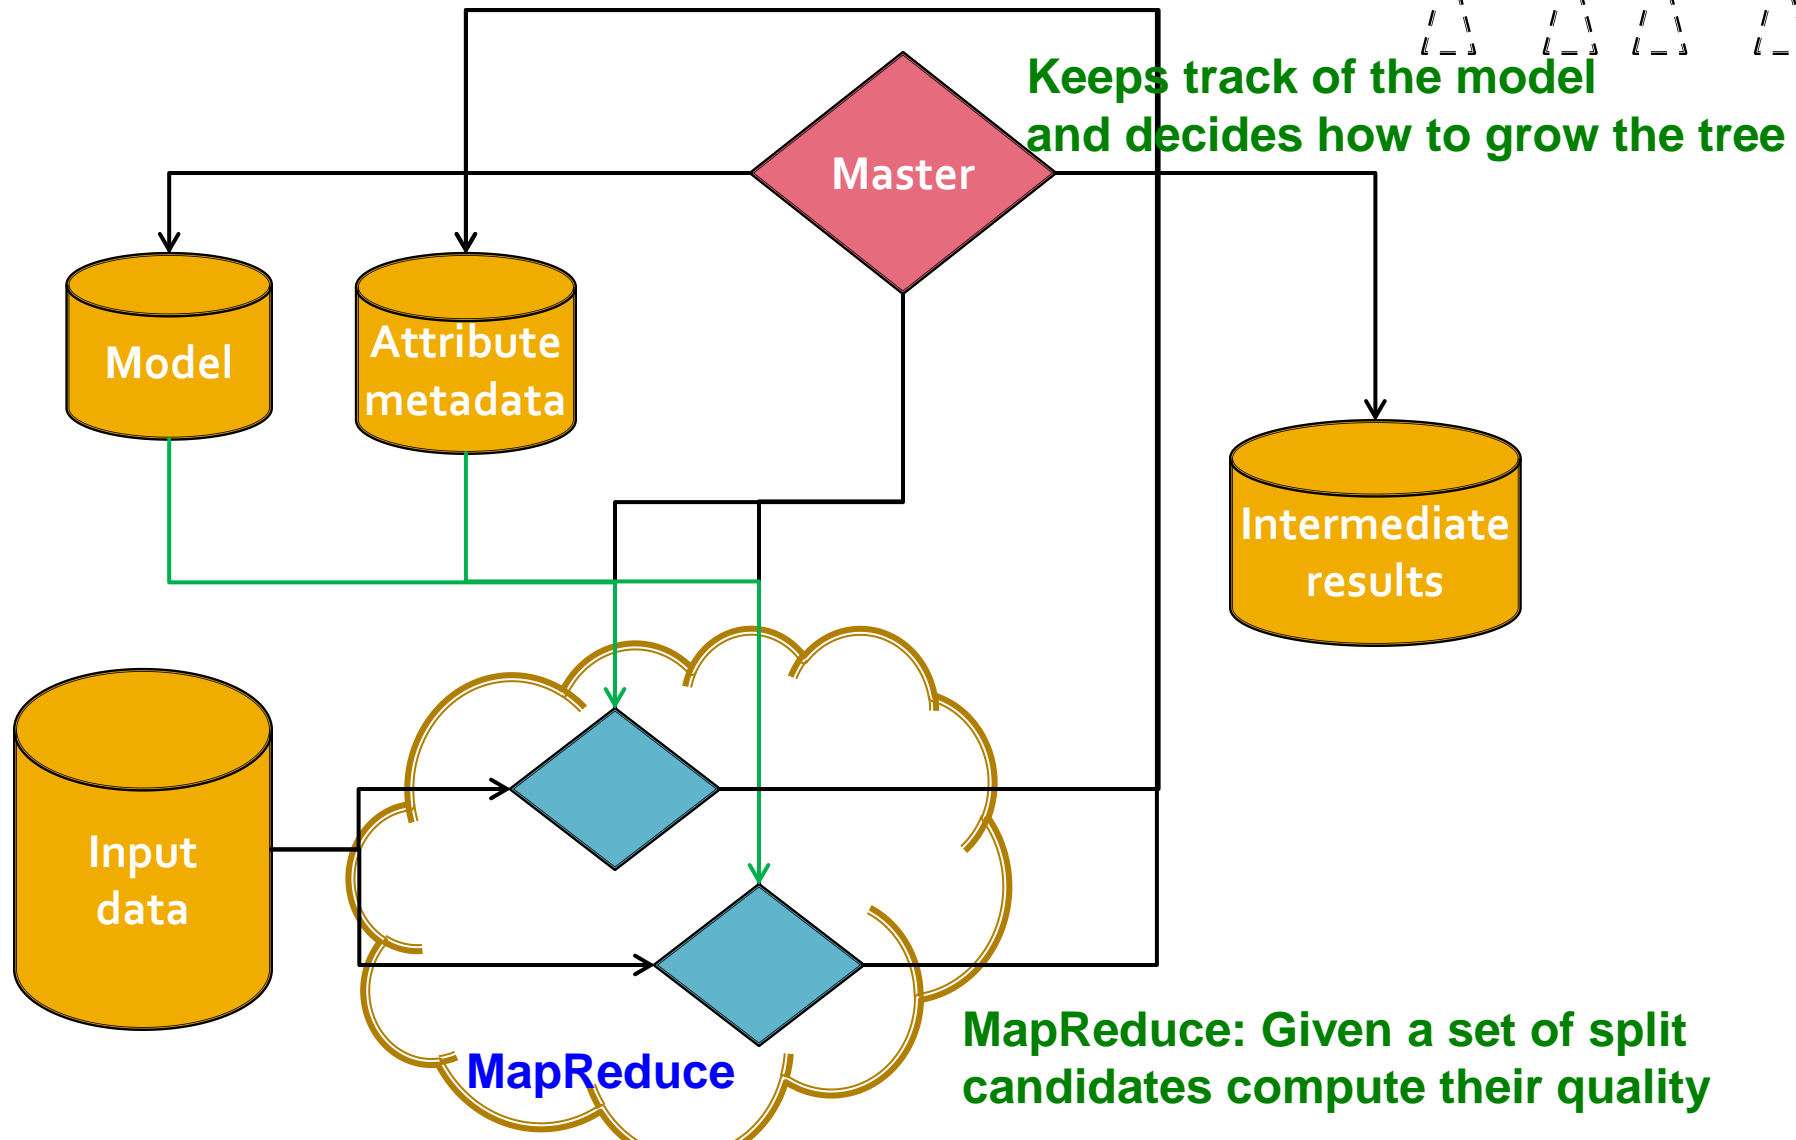 Keeps track of the model
and decides how to grow the tree
Master
Model
Attribute
metadata
Intermediate
results
Input
data
MapReduce
MapReduce: Given a set of split
candidates compute their quality